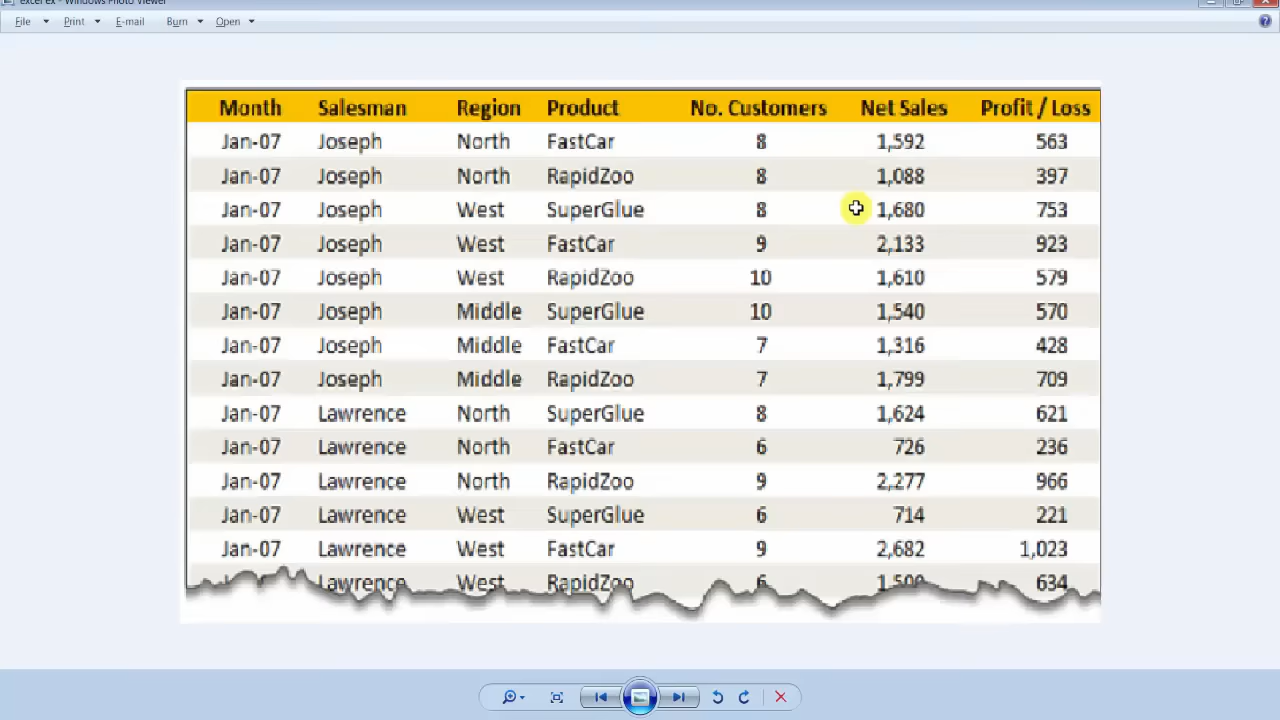 File Print E-mail Burn Open
Month Salesman Region Product No. Customers Net Sales Profit / Loss
Jan-07 Joseph North FastCar 8 1,592 563
Jan-07 Joseph North RapidZoo 8 1,088 397
Jan-07 Joseph West SuperGlue 8 1,680 753
Jan-07 Joseph West FastCar 9 2,133 923
Jan-07 Joseph West RapidZoo 10 1,610 579
Jan-07 Joseph Middle SuperGlue 10 1,540 570
Jan-07 Joseph Middle FastCar 7 1,316 428
Jan-07 Joseph Middle RapidZoo 7 1,799 709
Jan-07 Lawrence North SuperGlue 8 1,624 621
Jan-07 Lawrence North FastCar 6 726 236
Jan-07 Lawrence North RapidZoo 9 2,277 966
Jan-07 Lawrence West SuperGlue 6 714 221
Jan-07 Lawrence West FastCar 9 2,682 1,023
Lawrence West RapidZoo 634